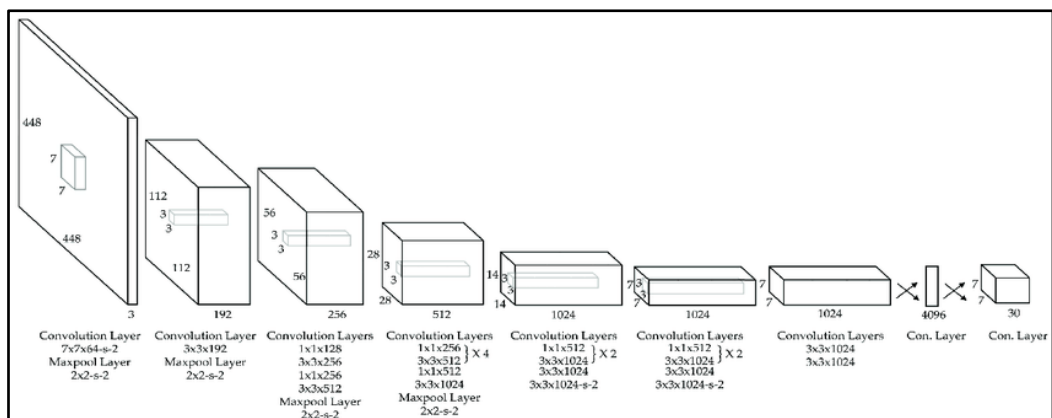 448
7
7
448
3
112
3
3
112
192
56
3
3
56
256
28
3
3
28
512
14
3
3
14
1024
7
3
3
7
1024
7
7
1024
4096
7
7
30
Convolution Layer
7x7x64-s-2
Maxpool Layer
2x2-s-2
Convolution Layer
3x3x192
Maxpool Layer
2x2-s-2
Convolution Layers
1x1x128
3x3x256
1x1x256
3x3x512
Maxpool Layer
2x2-s-2
Convolution Layers
1x1x256
3x3x512 } X 4
1x1x512
3x3x1024
Maxpool Layer
2x2-s-2
Convolution Layers
1x1x512
3x3x1024 } X 2
3x3x1024
3x3x1024-s-2
Convolution Layers
1x1x512
3x3x1024 } X 2
3x3x1024
3x3x1024-s-2
Convolution Layers
3x3x1024
3x3x1024
Con. Layer
Con. Layer